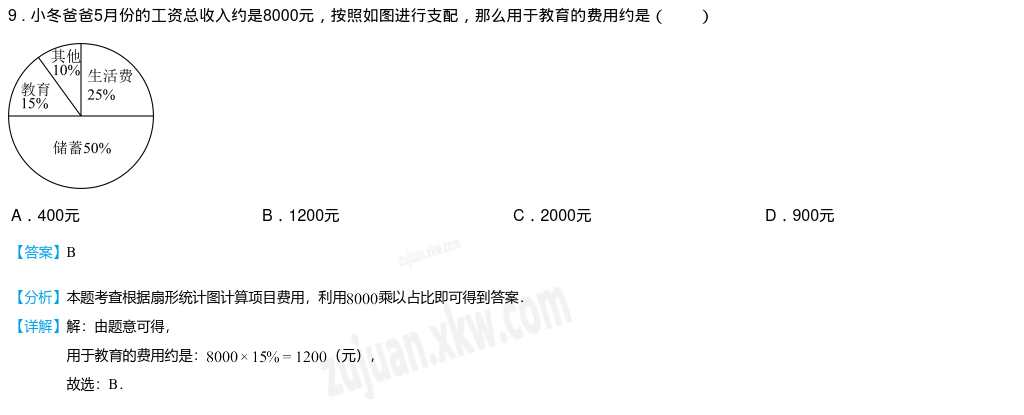 9．小冬爸爸5月份的工资总收入约是8000元，按照如图进行支配，那么用于教育的费用约是（　　）
其他
10%
生活费
25%
教育
15%
储蓄50%
A．400元 B．1200元 C．2000元 D．900元
【答案】B
zujuan.xkw.com
【分析】本题考查根据扇形统计图计算项目费用，利用8000乘以占比即可得到答案．
【详解】解：由题意可得，
用于教育的费用约是：8000×15%=1200（元），
故选：B．
zujuan.xkw.com